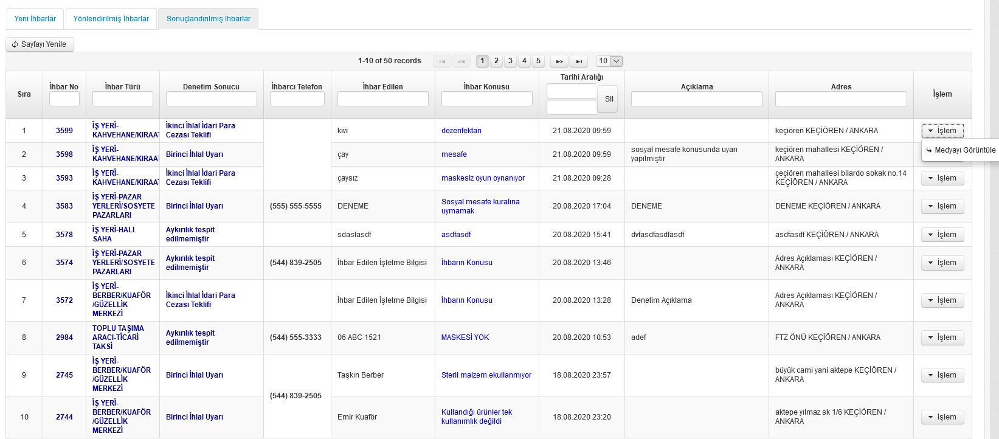 Yeni İhbarlar Yönlendirilmiş İhbarlar Sonuçlandırılmış İhbarlar
Sayfayı Yenile
1-10 of 50 records 1 2 3 4 5 10
Sıra İhbar No İhbar Türü Denetim Sonucu İhbarcı Telefon İhbar Edilen İhbar Konusu Tarihi Aralığı Sil Açıklama Adres İşlem
1 3599 İŞ YERİ- dezenfektan kivi 21.08.2020 09:59 keçiören KEÇİÖREN / ANKARA İşlem
KAHVEHANE/KIRAAT İkinci İhlal İdari Para
Cezası Teklifi
Medyayı Görüntüle
2 3598 İŞ YERİ-
KAHVEHANE/KIRAAT Birinci İhlal Uyarı çay mesafe 21.08.2020 09:59 sosyal mesafe konusunda uyarı
yapılmıştır keçiören mahallesi KEÇİÖREN /
ANKARA
3 3593 İŞ YERİ-
KAHVEHANE/KIRAAT İkinci İhlal İdari Para
Cezası Teklifi çaysız maskesiz oyun oynanıyor 21.08.2020 09:28 çeçiören mahallesi bilardo sokak no.14
KEÇİÖREN / ANKARA İşlem
4 3583 İŞ YERİ-PAZAR
YERLERİ/SOSYETE
PAZARLARI Birinci İhlal Uyarı (555) 555-5555 DENEME Sosyal mesafe kuralına
uymamak 20.08.2020 17:04 DENEME DENEME KEÇİÖREN / ANKARA İşlem
5 3578 İŞ YERİ-HALI
SAHA Aykırılık tespit
edilmemiştir sdasfasdf asdfasdf 20.08.2020 15:41 dvfasdfasdfasdf asdfasdf KEÇİÖREN / ANKARA İşlem
6 3574 İŞ YERİ-PAZAR
YERLERİ/SOSYETE
PAZARLARI Aykırılık tespit
edilmemiştir (544) 839-2505 İhbar Edilen İşletme Bilgisi İhbarın Konusu 20.08.2020 13:46 Adres Açıklaması KEÇİÖREN /
ANKARA İşlem
7 3572 İŞ YERİ-
BERBER/KUAFÖR
/GÜZELLİK
MERKEZİ İkinci İhlal İdari Para
Cezası Teklifi İhbar Edilen İşletme Bilgisi İhbarın Konusu 20.08.2020 13:28 Denetim Açıklama Adres Açıklaması KEÇİÖREN /
ANKARA İşlem
8 2984 TOPLU TAŞIMA
ARACI-TİCARİ
TAKSİ Aykırılık tespit
edilmemiştir (544) 555-3333 06 ABC 1521 MASKESİ YOK 20.08.2020 10:53 adef FTZ ÖNÜ KEÇİÖREN / ANKARA İşlem
9 2745 İŞ YERİ-
BERBER/KUAFÖR
/GÜZELLİK
MERKEZİ Birinci İhlal Uyarı (544) 839-2505 Taşkın Berber Steril malzem ekullanmıyor 18.08.2020 23:57 büyük cami yani aktepe KEÇİÖREN /
ANKARA İşlem
10 2744 İŞ YERİ-
BERBER/KUAFÖR
/GÜZELLİK
MERKEZİ Birinci İhlal Uyarı Emir Kuaför Kullandığı ürünler tek
kullanımlık değildi 18.08.2020 23:20 aktepe yılmaz sk 1/6 KEÇİÖREN /
ANKARA İşlem